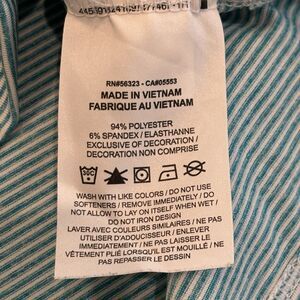 RN#56323 - CA#05553
MADE IN VIETNAM
FABRIQUE AU VIETNAM
94% POLYESTER
6% SPANDEX / ELASTHANNE
EXCLUSIVE OF DECORATION /
DECORATION NON COMPRISE
WASH WITH LIKE COLORS / DO NOT USE
SOFTENERS / REMOVE IMMEDIATELY / DO
NOT ALLOW TO LAY ON ITSELF WHEN WET /
DO NOT IRON DESIGN
LAVER AVEC COULEURS SIMILAIRES / NE PAS
UTILISER D'ADOUCISSEUR / ENLEVER
IMMEDIATEMENT / NE PAS LAISSER LE
VÊTEMENT PLIÉ LORSQU'IL EST MOUILLÉ / NE
PAS REPASSER LE DESSIN